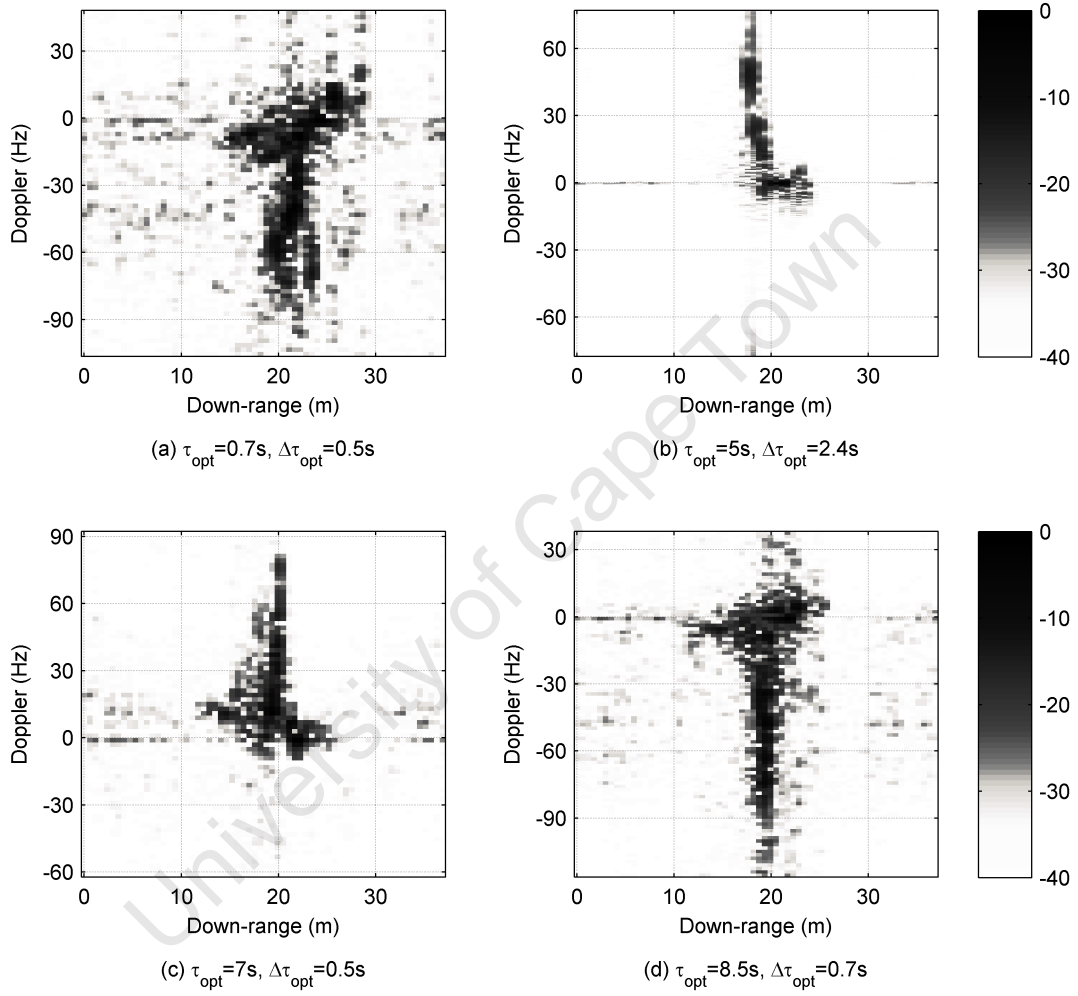 30
0
-30
-60
-90
Doppler (Hz)
0 10 20 30
Down-range (m)
(a) τopt=0.7s, Δτopt=0.5s
60
30
0
-30
-60
Doppler (Hz)
0 10 20 30
Down-range (m)
(b) τopt=5s, Δτopt=2.4s
0
-10
-20
-30
-40
90
60
30
0
-30
-60
Doppler (Hz)
0 10 20 30
Down-range (m)
(c) τopt=7s, Δτopt=0.5s
30
0
-30
-60
-90
Doppler (Hz)
0 10 20 30
Down-range (m)
(d) τopt=8.5s, Δτopt=0.7s
0
-10
-20
-30
-40
University of Cape Town